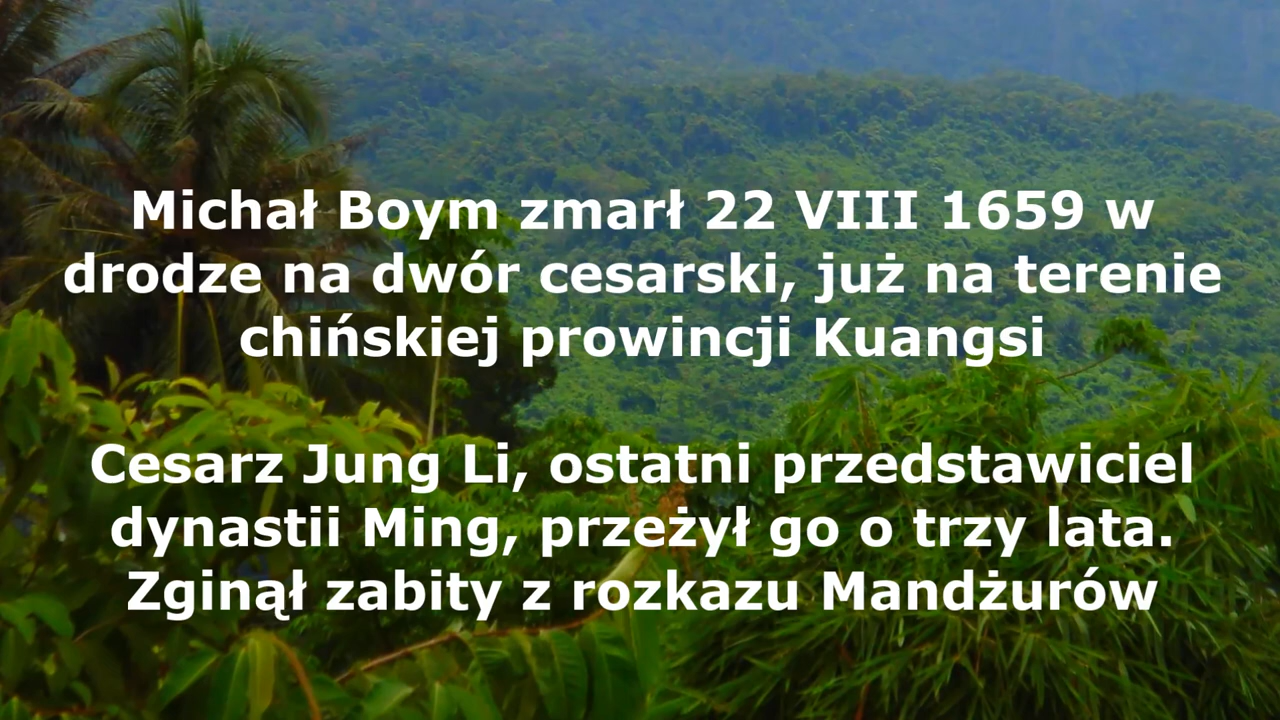 Michał Boym zmarł 22 VIII 1659 w
drodze na dwór cesarski, już na terenie
chińskiej prowincji Kuangsi
Cesarz Jung Li, ostatni przedstawiciel
dynastii Ming, przeżył go o trzy lata.
Zginął zabity z rozkazu Mandżurów